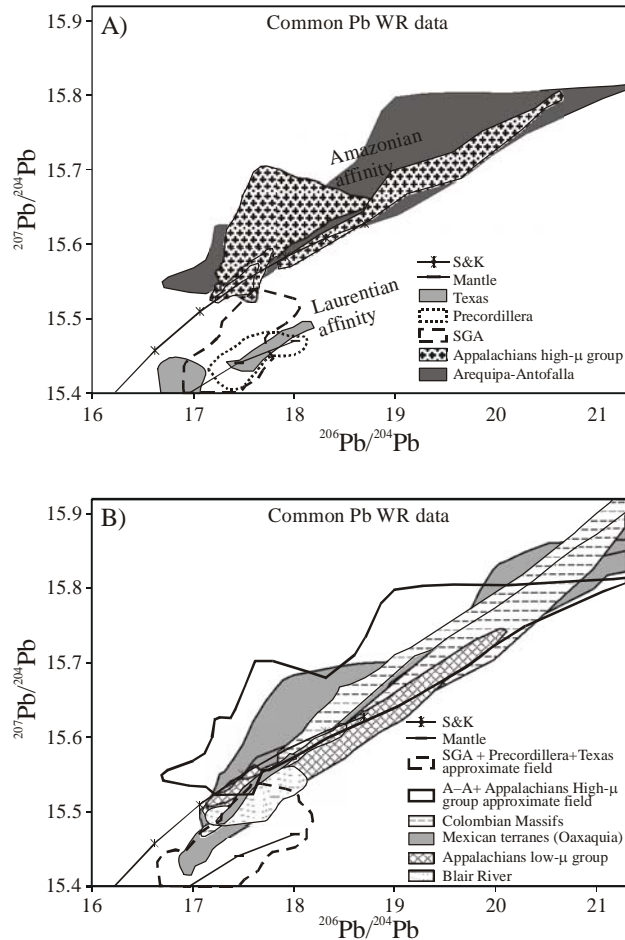 A)
Common Pb WR data
15.9
15.8
15.7
15.6
15.5
15.4
²⁰⁷Pb/²⁰⁴Pb
Amazonian
affinity
Laurentian
affinity
S&K
Mantle
Texas
Precordillera
SGA
Appalachians high-μ group
Arequipa-Antofalla
16 17 18 19 20 21
²⁰⁶Pb/²⁰⁴Pb
B)
Common Pb WR data
15.9
15.8
15.7
15.6
15.5
15.4
²⁰⁷Pb/²⁰⁴Pb
S&K
Mantle
SGA + Precordillera+Texas
approximate field
A–A+ Appalachians High-μ
group approximate field
Colombian Massifs
Mexican terranes (Oaxaquia)
Appalachians low-μ group
Blair River
16 17 18 19 20 21
²⁰⁶Pb/²⁰⁴Pb